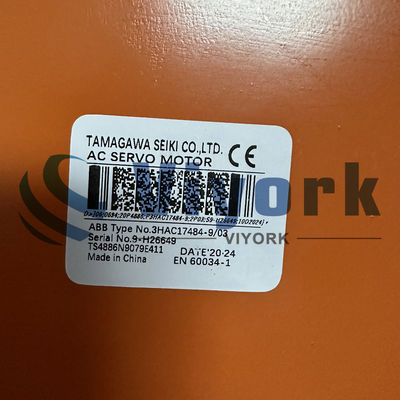 TAMAGAWA SEIKI CO.,LTD.
AC SERVO MOTOR CE
Viyork
VIYORK
ABB Type No.3HAC17484-9/03
Serial No.9-H26649
TS4886N9079E411
DATE'20·24
Made in China
EN 60034-1